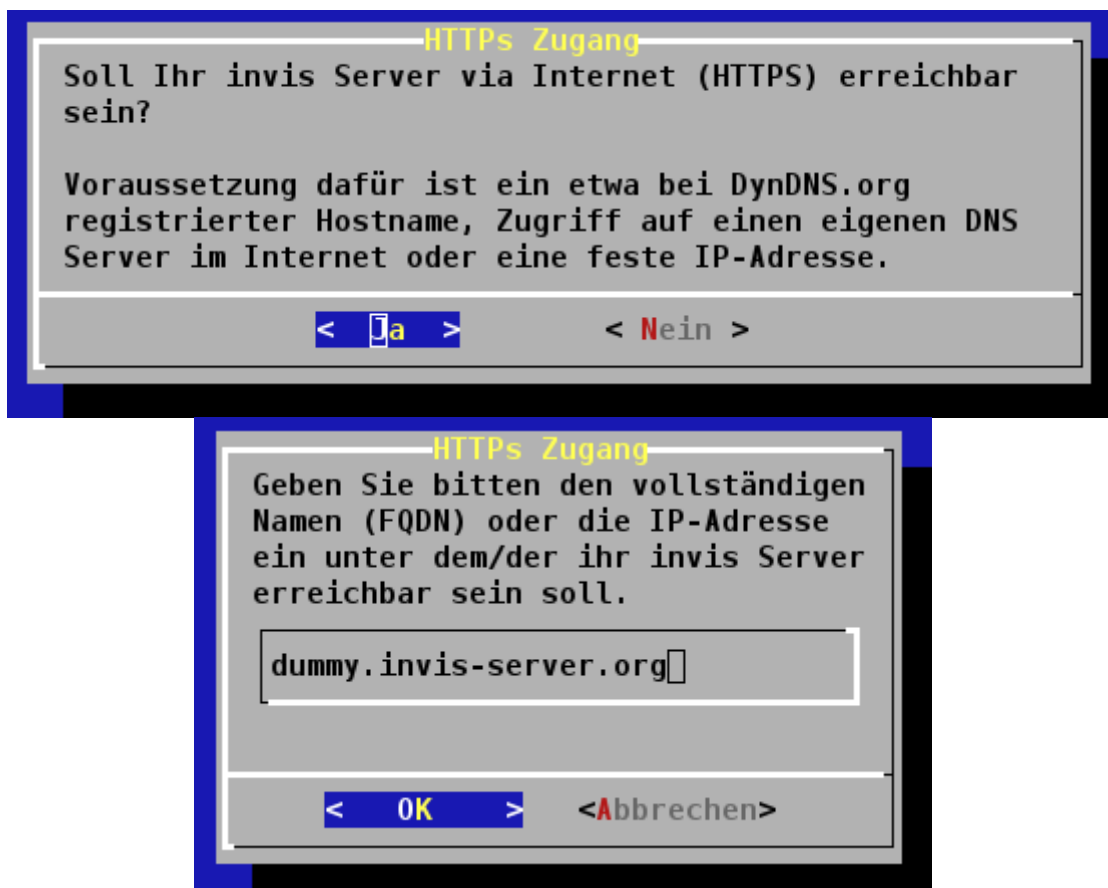 HTTPs Zugang
Soll Ihr invis Server via Internet (HTTPS) erreichbar
sein?
Voraussetzung dafür ist ein etwa bei DynDNS.org
registrierter Hostname, Zugriff auf einen eigenen DNS
Server im Internet oder eine feste IP-Adresse.
< Ja > < Nein >
HTTPs Zugang
Geben Sie bitten den vollständigen
Namen (FQDN) oder die IP-Adresse
ein unter dem/der ihr invis Server
erreichbar sein soll.
dummy.invis-server.org
< OK > <Abbrechen>